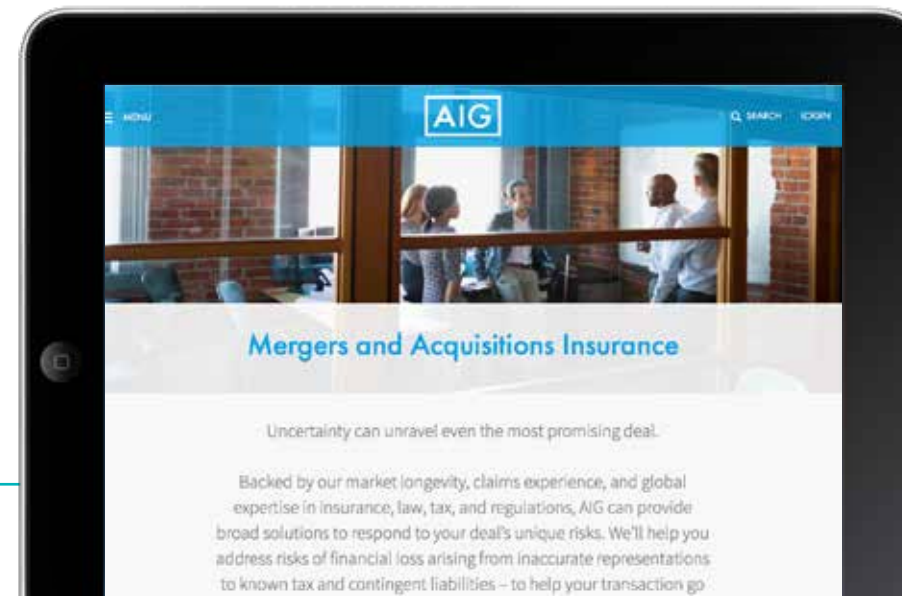 MENU
AIG
SEARCH LOGIN
Mergers and Acquisitions Insurance
Uncertainty can unravel even the most promising deal.
Backed by our market longevity, claims experience, and global
expertise in insurance, law, tax, and regulations, AIG can provide
broad solutions to respond to your deal's unique risks. We'll help you
address risks of financial loss arising from inaccurate representations
to known tax and contingent liabilities – to help your transaction go